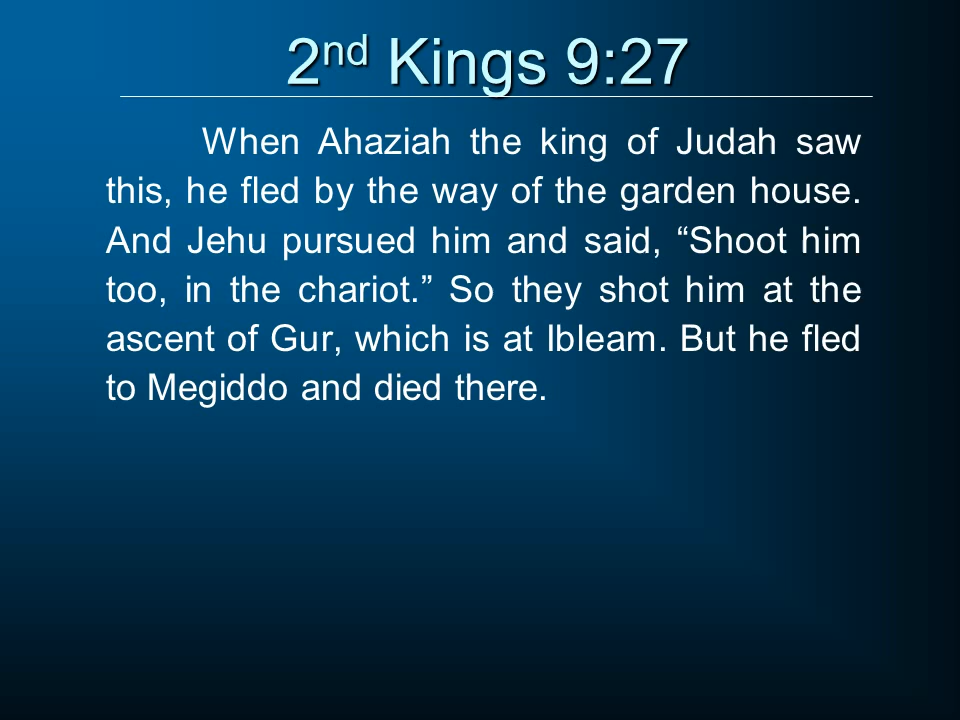 2nd Kings 9:27
When Ahaziah the king of Judah saw
this, he fled by the way of the garden house.
And Jehu pursued him and said, “Shoot him
too, in the chariot.” So they shot him at the
ascent of Gur, which is at Ibleam. But he fled
to Megiddo and died there.